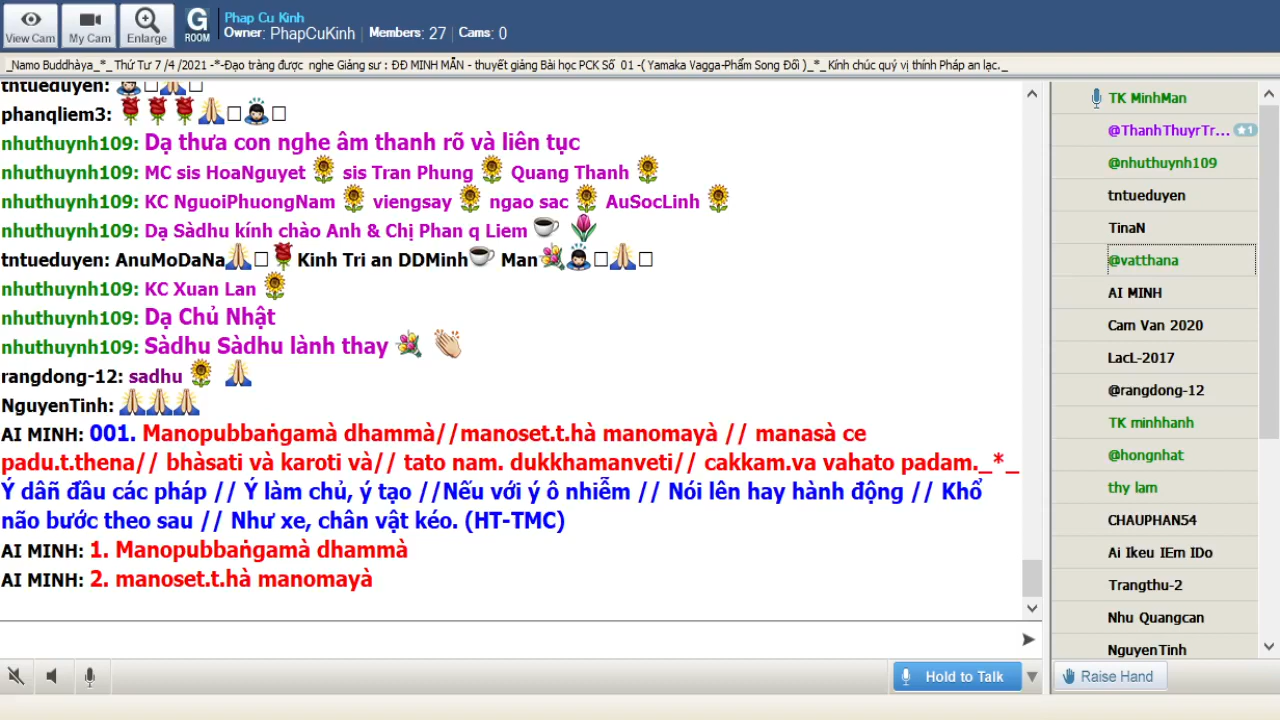 View Cam
My Cam
Enlarge
G
ROOM
Phap Cu Kinh
Owner: PhapCuKinh Members: 27 Cams: 0
_Namo Buddhàya_*_ Thứ Tư 7 /4 /2021 -*-Đạo tràng được nghe Giảng sư : ĐĐ MINH MẪN - thuyết giảng Bài học PCK Số 01 -( Yamaka Vagga-Phẩm Song Đối )_*_ Kính chúc quý vị thính Pháp an lạc._
tntueduyen:
phanqliem3:
nhuthuynh109: Dạ thưa con nghe âm thanh rõ và liên tục
nhuthuynh109: MC sis HoaNguyet sis Tran Phung Quang Thanh
nhuthuynh109: KC NguoiPhuongNam viengsay ngao sac AuSocLinh
nhuthuynh109: Dạ Sàdhu kính chào Anh & Chị Phan q Liem
tntueduyen: AnuMoDaNa Kinh Tri an DDMinh Man
nhuthuynh109: KC Xuan Lan
nhuthuynh109: Dạ Chủ Nhật
nhuthuynh109: Sàdhu Sàdhu lành thay
rangdong-12: sadhu
NguyenTinh:
AI MINH: 001. Manopubbaṅgamà dhammà//manoset.t.hà manomayà // manasà ce
padu.t.thena// bhàsati và karoti và// tato nam. dukkhamanveti// cakkam.va vahato padam._*_
Ý dẫñ đầu các pháp // Ý làm chủ, ý tạo //Nếu với ý ô nhiễm // Nói lên hay hành động // Khổ
não bước theo sau // Như xe, chân vật kéo. (HT-TMC)
AI MINH: 1. Manopubbaṅgamà dhammà
AI MINH: 2. manoset.t.hà manomayà
TK MinhMan
@ThanhThuyrTr... 1
@nhuthuynh109
tntueduyen
TinaN
@vatthana
AI MINH
Cam Van 2020
LacL-2017
@rangdong-12
TK minhhanh
@hongnhat
thy lam
CHAUPHAN54
Ai Ikeu IEm IDo
Trangthu-2
Nhu Quangcan
NguyenTinh
Hold to Talk
Raise Hand